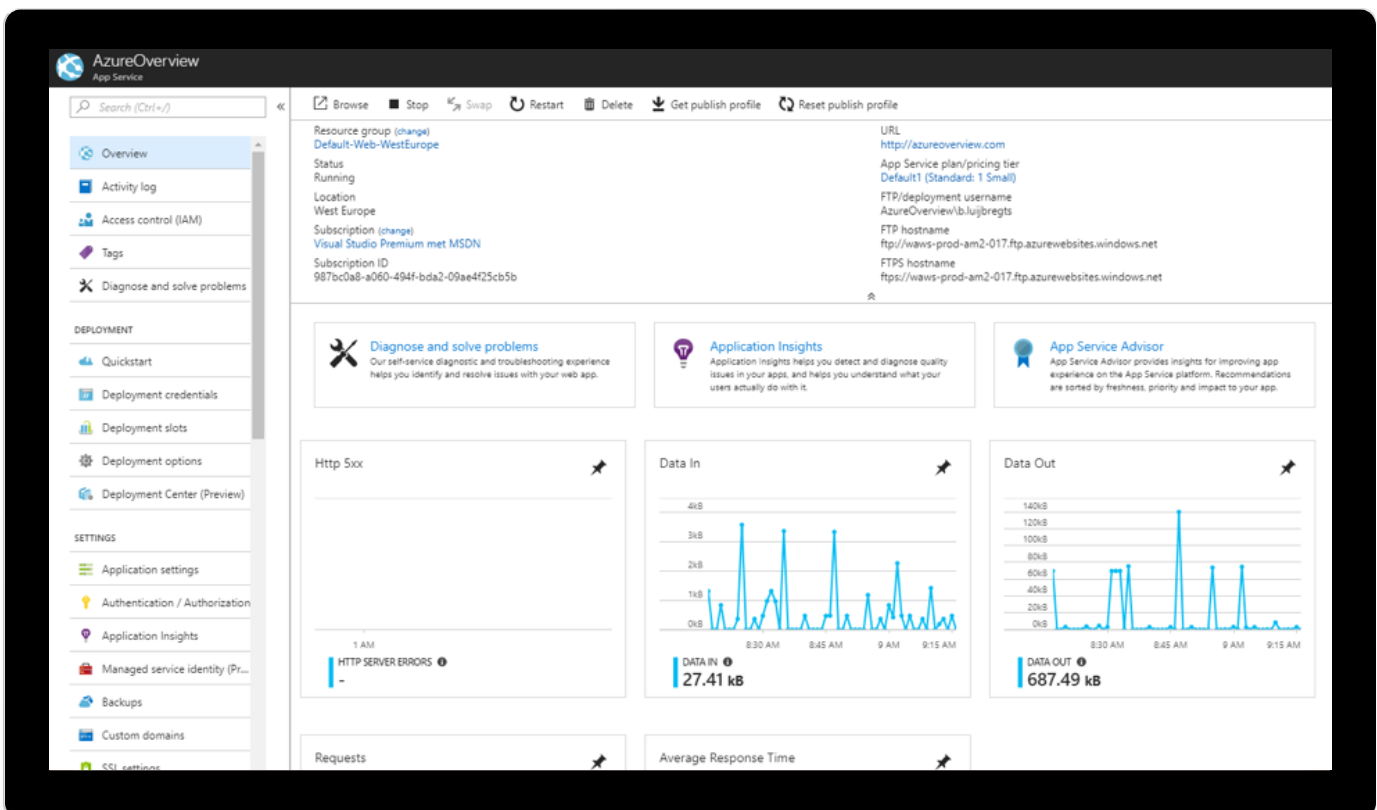 AzureOverview
App Service
Search (Ctrl+/)
«
Overview
Activity log
Access control (IAM)
Tags
Diagnose and solve problems
DEPLOYMENT
Quickstart
Deployment credentials
Deployment slots
Deployment options
Deployment Center (Preview)
SETTINGS
Application settings
Authentication / Authorization
Application Insights
Managed service identity (Pr...
Backups
Custom domains
SSL settings
Browse Stop Swap Restart Delete Get publish profile Reset publish profile
Resource group (change)
Default-Web-WestEurope
Status
Running
Location
West Europe
Subscription (change)
Visual Studio Premium met MSDN
Subscription ID
987bc0a8-a060-494f-bda2-09ae4f25cb5b
URL
http://azureoverview.com
App Service plan/pricing tier
Default1 (Standard: 1 Small)
FTP/deployment username
AzureOverview\b.luijbregts
FTP hostname
ftp://waws-prod-am2-017.ftp.azurewebsites.windows.net
FTPS hostname
ftps://waws-prod-am2-017.ftp.azurewebsites.windows.net
Diagnose and solve problems
Our self-service diagnostic and troubleshooting experience
helps you identify and resolve issues with your web app.
Application Insights
Application Insights helps you detect and diagnose quality
issues in your apps, and helps you understand what your
users actually do with it.
App Service Advisor
App Service Advisor provides insights for improving app
experience on the App Service platform. Recommendations
are sorted by freshness, priority and impact to your app.
Http 5xx
1 AM
HTTP SERVER ERRORS
-
Data In
4kB
3kB
2kB
1kB
0kB
8:30 AM 8:45 AM 9 AM 9:15 AM
DATA IN
27.41 kB
Data Out
140kB
120kB
100kB
80kB
60kB
40kB
20kB
0kB
8:30 AM 8:45 AM 9 AM 9:15 AM
DATA OUT
687.49 kB
Requests
Average Response Time